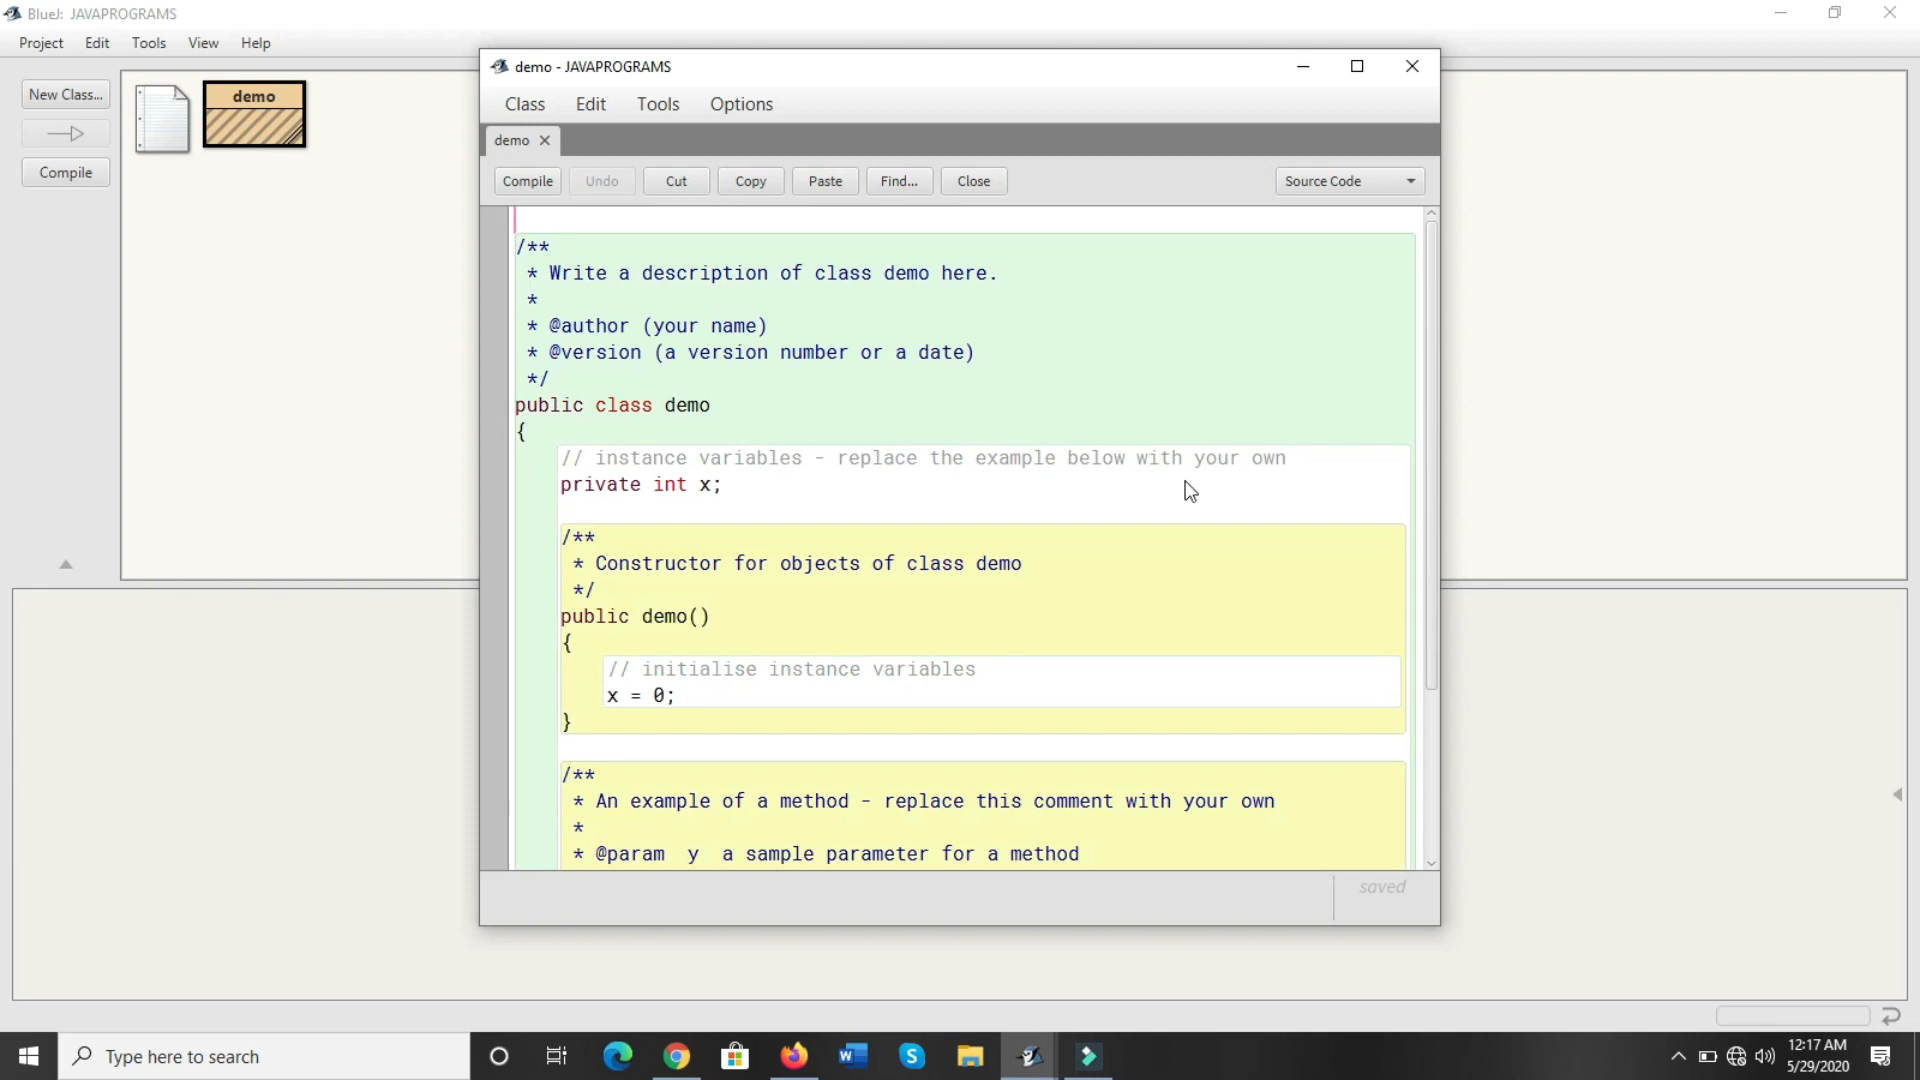 BlueJ: JAVAPROGRAMS
Project Edit Tools View Help
New Class...
Compile
demo
demo - JAVAPROGRAMS
Class Edit Tools Options
demo
Compile Undo Cut Copy Paste Find... Close Source Code
/**
* Write a description of class demo here.
*
* @author (your name)
* @version (a version number or a date)
*/
public class demo
{
// instance variables - replace the example below with your own
private int x;
/**
* Constructor for objects of class demo
*/
public demo()
{
// initialise instance variables
x = 0;
}
/**
* An example of a method - replace this comment with your own
*
* @param y a sample parameter for a method
saved
Type here to search
12:17 AM
5/29/2020